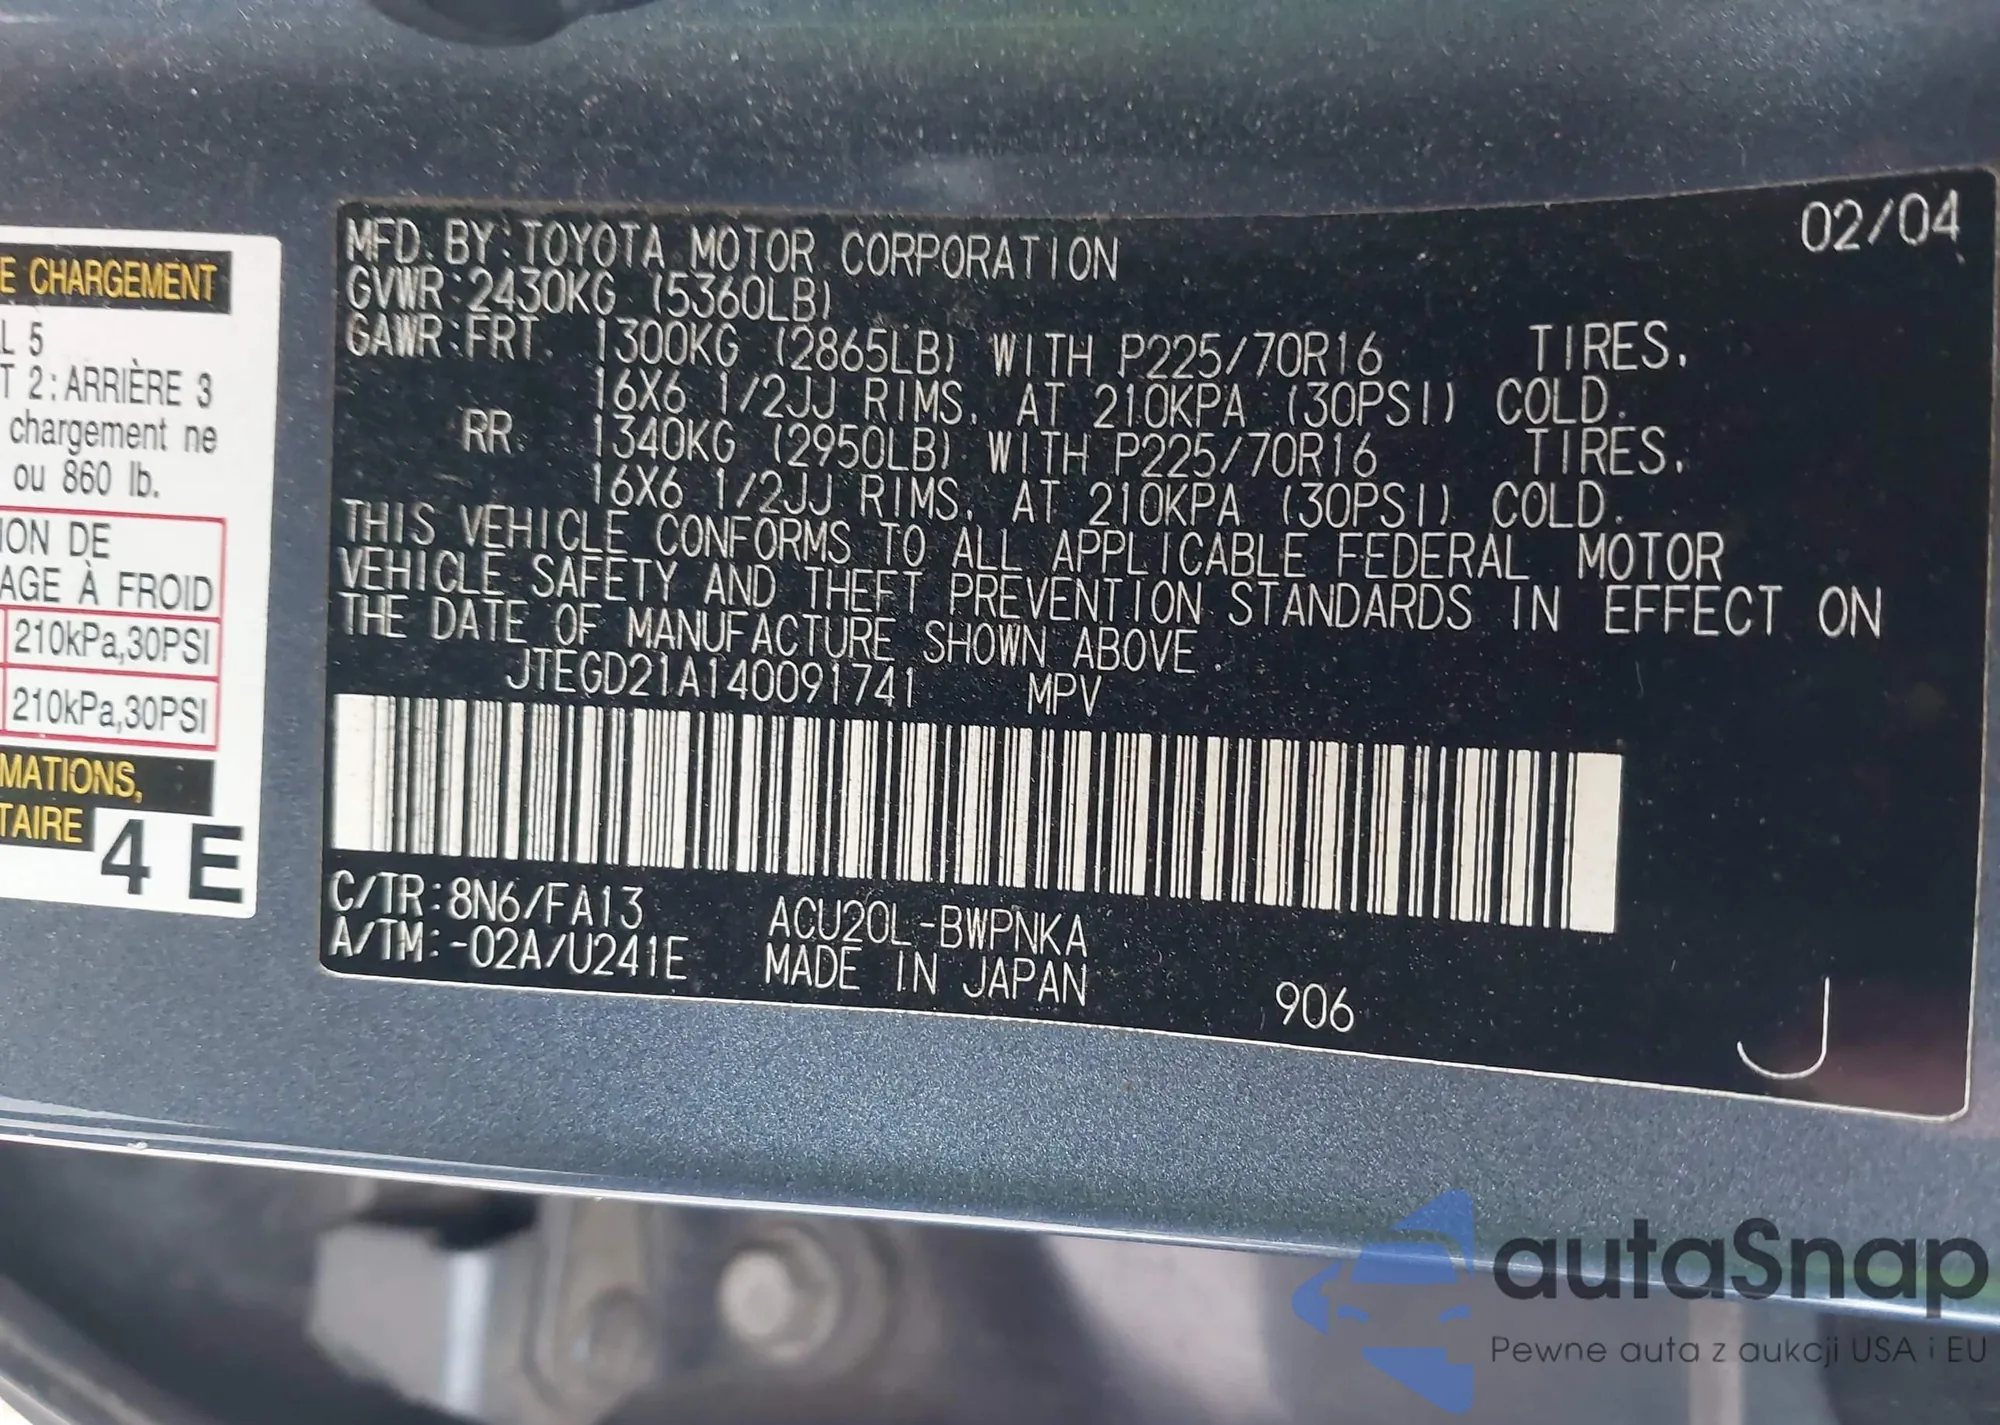 MFD. BY:TOYOTA MOTOR CORPORATION 02/04
GVWR:2430KG (5360LB)
GAWR:FRT. 1300KG (2865LB) WITH P225/70R16 TIRES.
16X6 1/2JJ RIMS. AT 210KPA (30PSI) COLD.
RR 1340KG (2950LB) WITH P225/70R16 TIRES.
16X6 1/2JJ RIMS. AT 210KPA (30PSI) COLD.
THIS VEHICLE CONFORMS TO ALL APPLICABLE FEDERAL MOTOR
VEHICLE SAFETY AND THEFT PREVENTION STANDARDS IN EFFECT ON
THE DATE OF MANUFACTURE SHOWN ABOVE.
JTEGD21A140091741 MPV
C/TR:8N6/FA13 ACU20L-BWPNKA
A/TM:-02A/U241E MADE IN JAPAN
906
J
E CHARGEMENT
L 5
T 2:ARRIÈRE 3
chargement ne
ou 860 lb.
ION DE
AGE À FROID
210kPa,30PSI
210kPa,30PSI
MATIONS,
TAIRE
4 E
autaSnap
Pewne auta z aukcji USA i EU